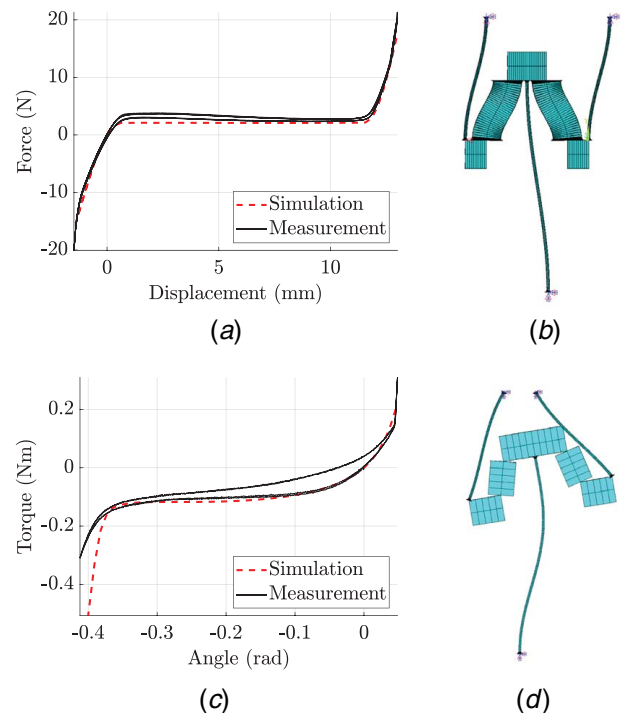 20
10
0
-10
-20
Force (N)
0
5
10
Displacement (mm)
Simulation
Measurement
(a)
(b)
0.2
0
-0.2
-0.4
Torque (Nm)
-0.4
-0.3
-0.2
-0.1
0
Angle (rad)
Simulation
Measurement
(c)
(d)